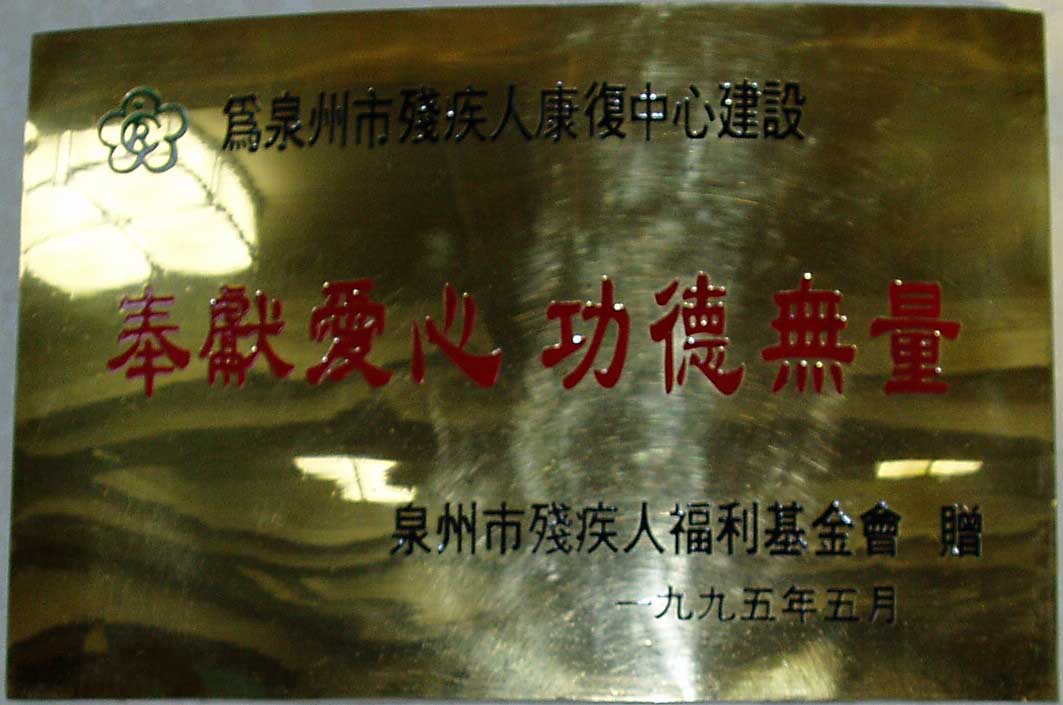 為泉州市殘疾人康復中心建設
奉獻愛心 功德無量
泉州市殘疾人福利基金會 贈
一九九五年五月